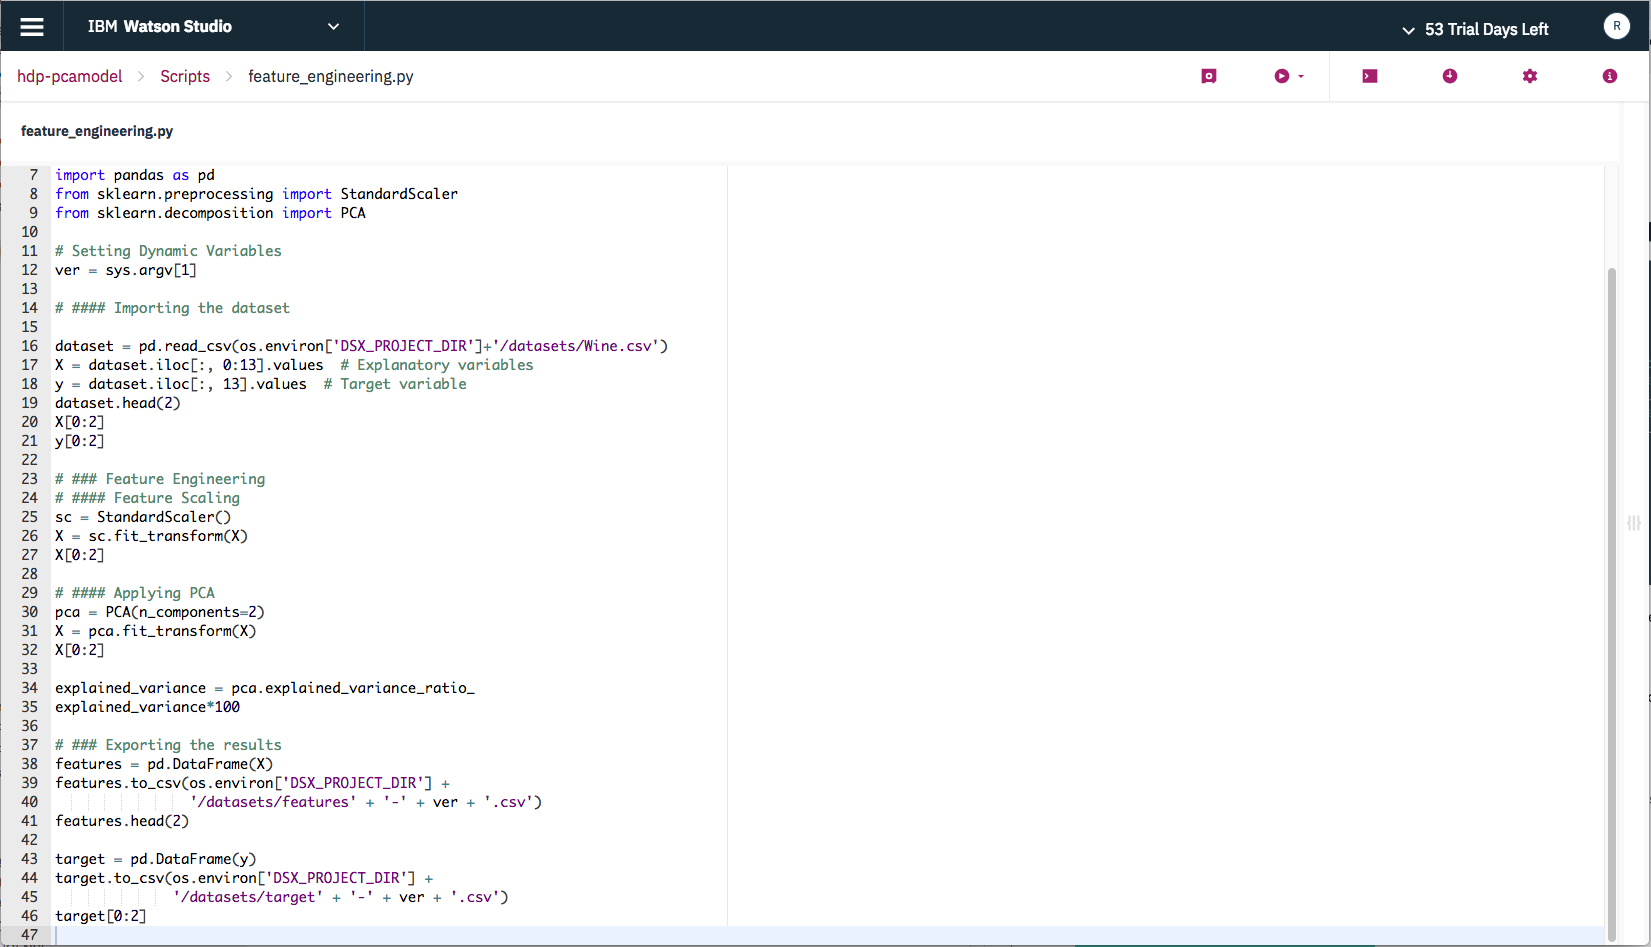 IBM Watson Studio
53 Trial Days Left
R
hdp-pcamodel > Scripts > feature_engineering.py
feature_engineering.py
7 import pandas as pd
8 from sklearn.preprocessing import StandardScaler
9 from sklearn.decomposition import PCA
10
11 # Setting Dynamic Variables
12 ver = sys.argv[1]
13
14 # #### Importing the dataset
15
16 dataset = pd.read_csv(os.environ['DSX_PROJECT_DIR']+'/datasets/Wine.csv')
17 X = dataset.iloc[:, 0:13].values  # Explanatory variables
18 y = dataset.iloc[:, 13].values  # Target variable
19 dataset.head(2)
20 X[0:2]
21 y[0:2]
22
23 # ### Feature Engineering
24 # #### Feature Scaling
25 sc = StandardScaler()
26 X = sc.fit_transform(X)
27 X[0:2]
28
29 # #### Applying PCA
30 pca = PCA(n_components=2)
31 X = pca.fit_transform(X)
32 X[0:2]
33
34 explained_variance = pca.explained_variance_ratio_
35 explained_variance*100
36
37 # ### Exporting the results
38 features = pd.DataFrame(X)
39 features.to_csv(os.environ['DSX_PROJECT_DIR'] +
40                 '/datasets/features' + '-' + ver + '.csv')
41 features.head(2)
42
43 target = pd.DataFrame(y)
44 target.to_csv(os.environ['DSX_PROJECT_DIR'] +
45               '/datasets/target' + '-' + ver + '.csv')
46 target[0:2]
47